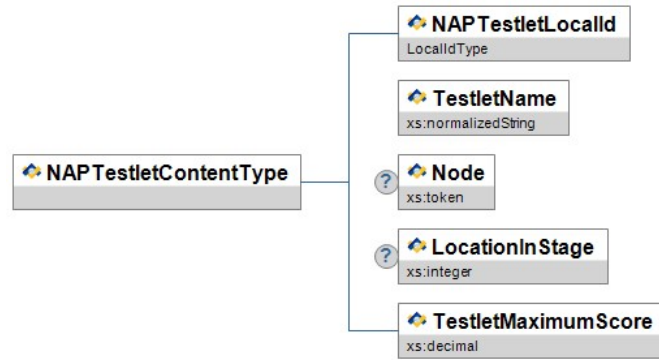 NAPTestletLocalId
LocalIdType
TestletName
xs:normalizedString
NAPTestletContentType
?
Node
xs:token
?
LocationInStage
xs:integer
TestletMaximumScore
xs:decimal